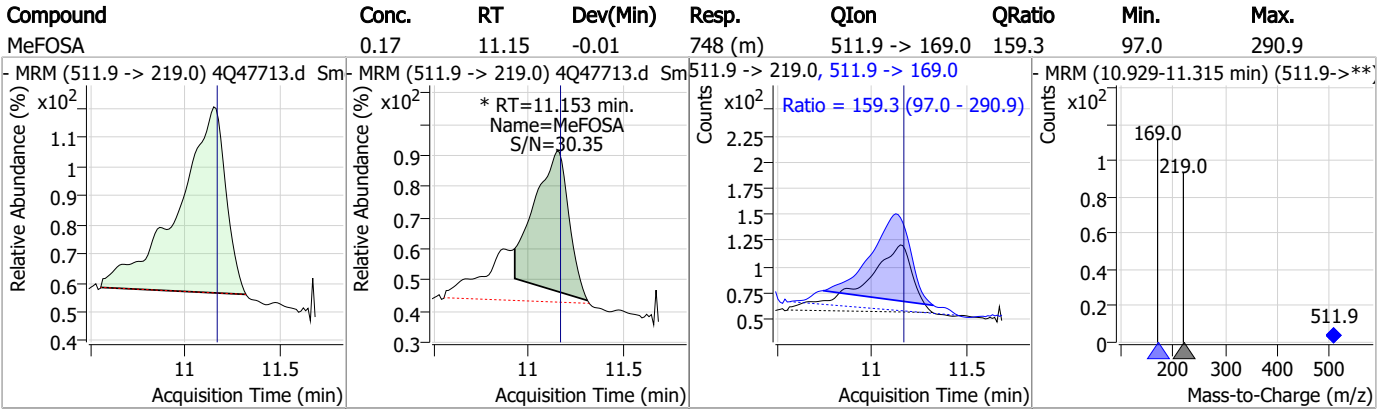 Compound Conc. RT Dev(Min) Resp. QIon QRatio Min. Max.
MeFOSA 0.17 11.15 -0.01 748 (m) 511.9 -> 169.0 159.3 97.0 290.9
- MRM (511.9 -> 219.0) 4Q47713.d Sm
x10²
Relative Abundance (%)
1.1
1
0.9
0.8
0.7
0.6
0.5
0.4
11 11.5
Acquisition Time (min)
- MRM (511.9 -> 219.0) 4Q47713.d Sm
x10²
* RT=11.153 min.
Name=MeFOSA
S/N=30.35
Relative Abundance (%)
0.9
0.8
0.7
0.6
0.5
0.4
0.3
11 11.5
Acquisition Time (min)
511.9 -> 219.0, 511.9 -> 169.0
x10²
Ratio = 159.3 (97.0 - 290.9)
Counts
2.25
2
1.75
1.5
1.25
1
0.75
0.5
11 11.5
Acquisition Time (min)
- MRM (10.929-11.315 min) (511.9->**)
x10²
Counts
169.0
219.0
511.9
1
0.8
0.6
0.4
0.2
0
200 300 400 500
Mass-to-Charge (m/z)